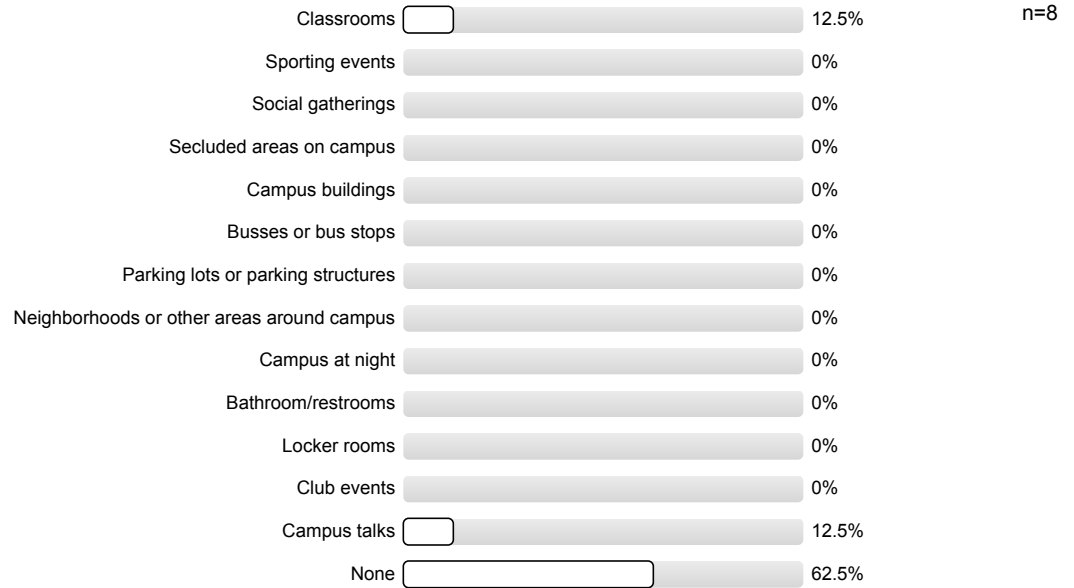 Classrooms 12.5% n=8
Sporting events 0%
Social gatherings 0%
Secluded areas on campus 0%
Campus buildings 0%
Busses or bus stops 0%
Parking lots or parking structures 0%
Neighborhoods or other areas around campus 0%
Campus at night 0%
Bathroom/restrooms 0%
Locker rooms 0%
Club events 0%
Campus talks 12.5%
None 62.5%